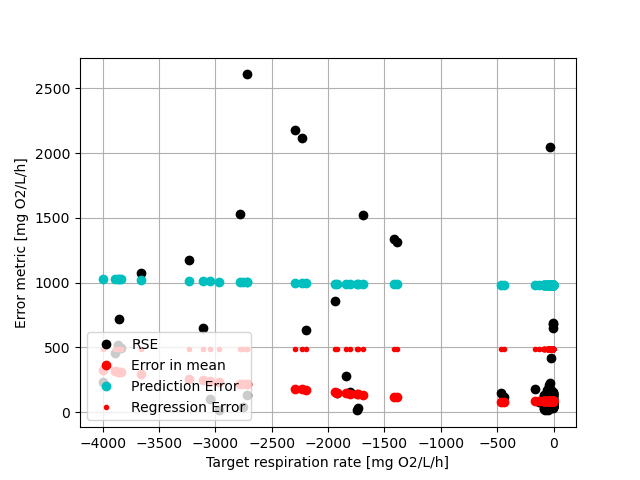 Error metric [mg O2/L/h]
2500
2000
1500
1000
500
0
RSE
Error in mean
Prediction Error
Regression Error
−4000 −3500 −3000 −2500 −2000 −1500 −1000 −500 0
Target respiration rate [mg O2/L/h]